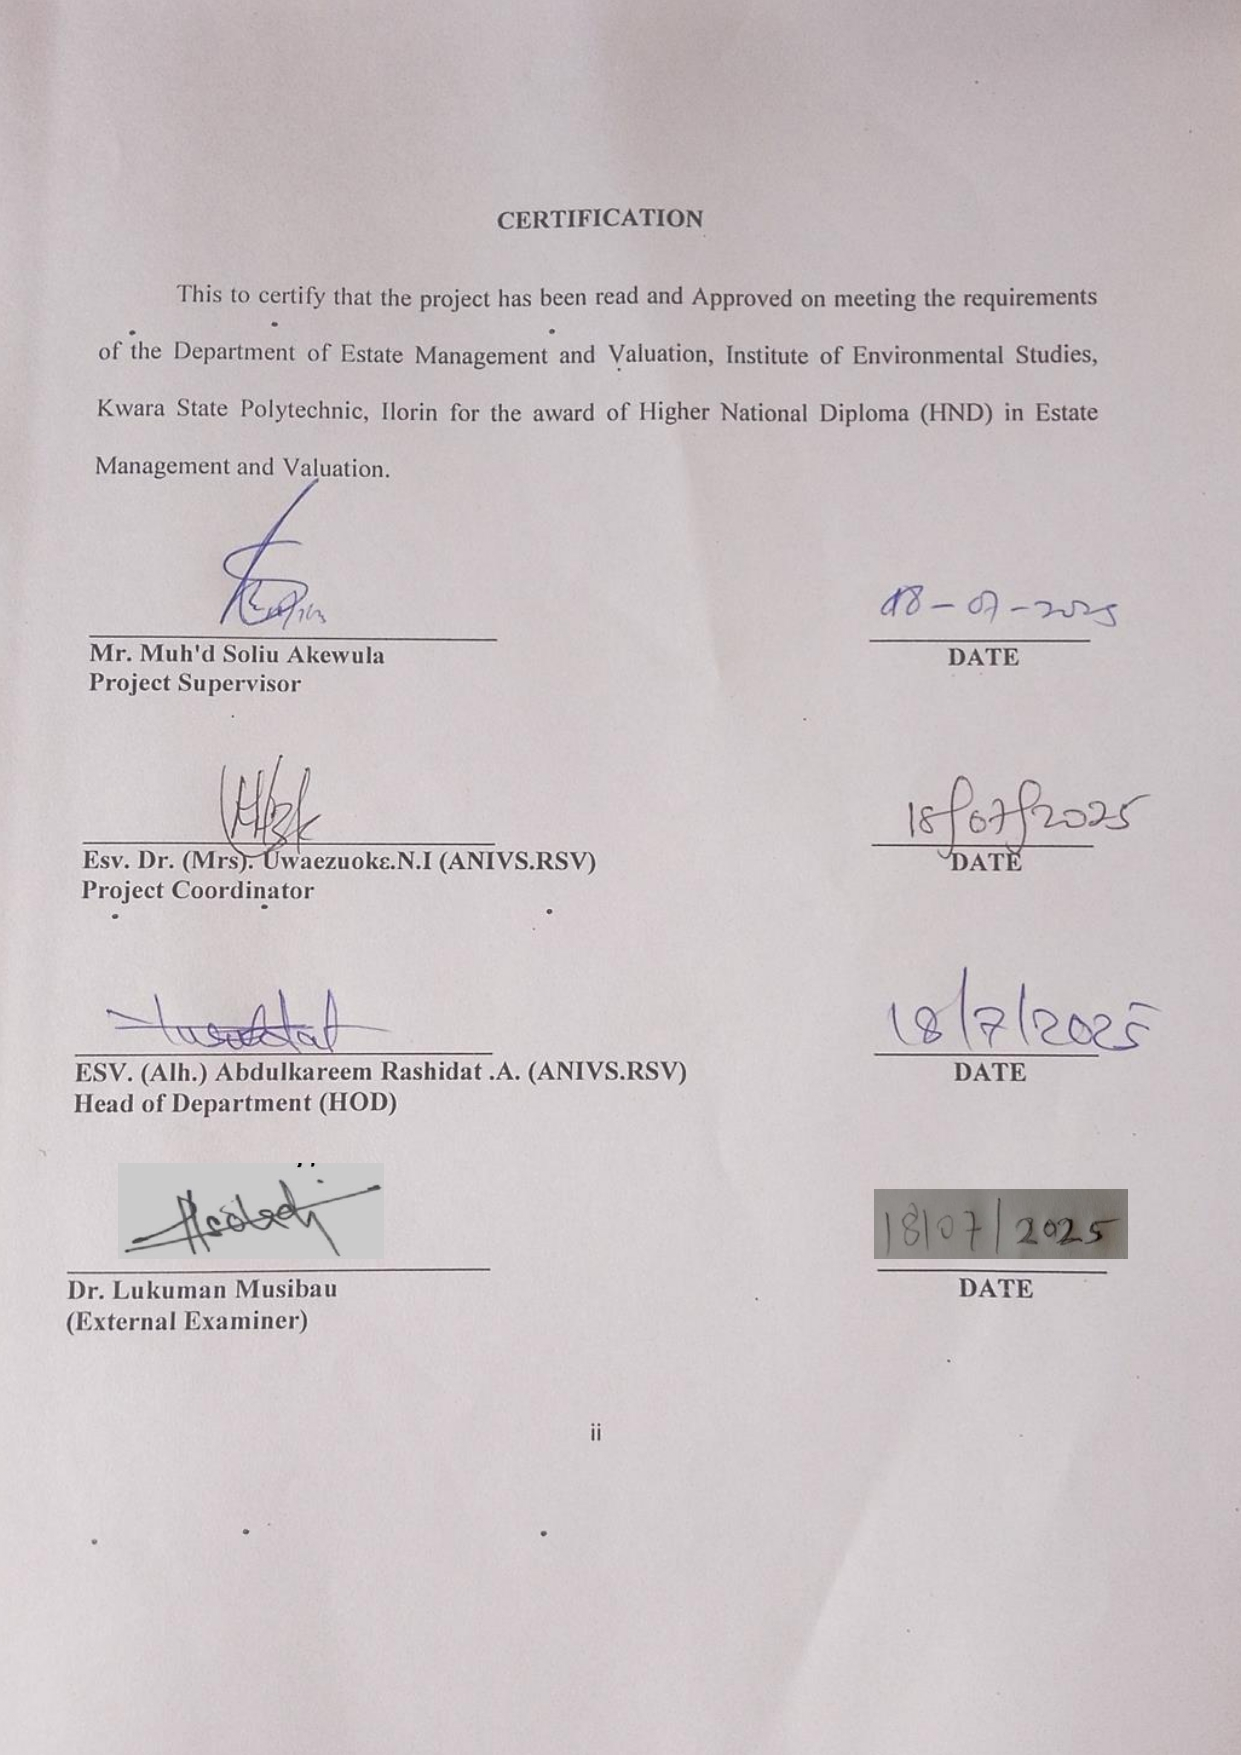 CERTIFICATION
This to certify that the project has been read and Approved on meeting the requirements
of the Department of Estate Management and Valuation, Institute of Environmental Studies,
Kwara State Polytechnic, Ilorin for the award of Higher National Diploma (HND) in Estate
Management and Valuation.
18-07-2025
Mr. Muh'd Soliu Akewula
DATE
Project Supervisor
18/07/2025
Esv. Dr. (Mrs). Uwaezuoke.N.I (ANIVS.RSV)
DATE
Project Coordinator
18/7/2025
ESV. (Alh.) Abdulkareem Rashidat .A. (ANIVS.RSV)
DATE
Head of Department (HOD)
18/07/2025
Dr. Lukuman Musibau
DATE
(External Examiner)
ii